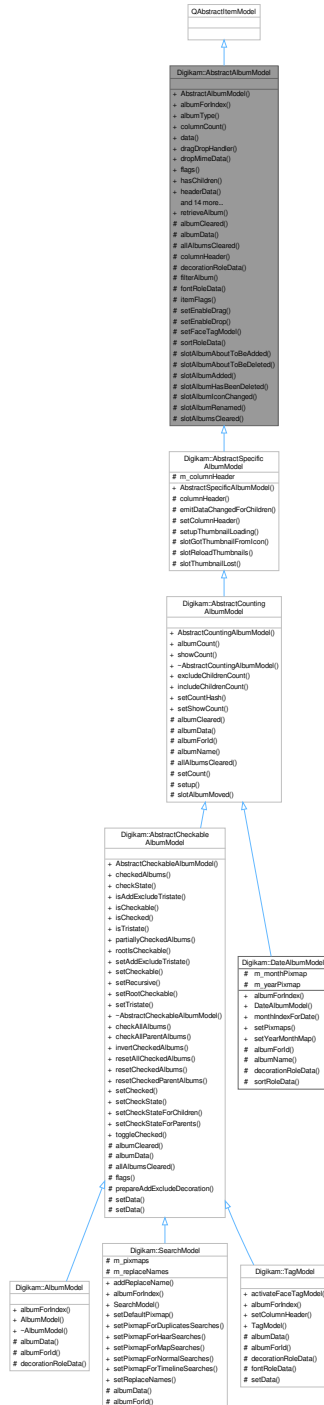 QAbstractItemModel
Digikam::AbstractAlbumModel
+ AbstractAlbumModel()
+ albumForIndex()
+ albumType()
+ columnCount()
+ data()
+ dragDropHandler()
+ dropMimeData()
+ flags()
+ hasChildren()
+ headerData()
and 14 more...
+ retrieveAlbum()
# albumCleared()
# albumData()
# allAlbumsCleared()
# columnHeader()
# decorationRoleData()
# filterAlbum()
# fontRoleData()
# itemFlags()
# setEnableDrag()
# setEnableDrop()
# setFaceTagModel()
# sortRoleData()
# slotAlbumAboutToBeAdded()
# slotAlbumAboutToBeDeleted()
# slotAlbumAdded()
# slotAlbumHasBeenDeleted()
# slotAlbumIconChanged()
# slotAlbumRenamed()
# slotAlbumsCleared()
Digikam::AbstractSpecific
AlbumModel
# m_columnHeader
+ AbstractSpecificAlbumModel()
# columnHeader()
# emitDataChangedForChildren()
# setColumnHeader()
# setupThumbnailLoading()
# slotGotThumbnailFromIcon()
# slotReloadThumbnails()
# slotThumbnailLost()
Digikam::AbstractCounting
AlbumModel
+ AbstractCountingAlbumModel()
+ albumCount()
+ showCount()
+ ~AbstractCountingAlbumModel()
+ excludeChildrenCount()
+ includeChildrenCount()
+ setCountHash()
+ setShowCount()
# albumCleared()
# albumData()
# albumForId()
# albumName()
# allAlbumsCleared()
# setCount()
# setup()
# slotAlbumMoved()
Digikam::AbstractCheckable
AlbumModel
+ AbstractCheckableAlbumModel()
+ checkedAlbums()
+ checkState()
+ isAddExcludeTristate()
+ isCheckable()
+ isChecked()
+ isTristate()
+ partiallyCheckedAlbums()
+ rootIsCheckable()
+ setAddExcludeTristate()
+ setCheckable()
+ setRecursive()
+ setRootCheckable()
+ setTristate()
+ ~AbstractCheckableAlbumModel()
+ checkAllAlbums()
+ checkAllParentAlbums()
+ invertCheckedAlbums()
+ resetAllCheckedAlbums()
+ resetCheckedAlbums()
+ resetCheckedParentAlbums()
+ setChecked()
+ setCheckState()
+ setCheckStateForChildren()
+ setCheckStateForParents()
+ toggleChecked()
# albumCleared()
# albumData()
# allAlbumsCleared()
# flags()
# prepareAddExcludeDecoration()
# setData()
# setData()
Digikam::DateAlbumModel
# m_monthPixmap
# m_yearPixmap
+ albumForIndex()
+ DateAlbumModel()
+ monthIndexForDate()
+ setPixmaps()
+ setYearMonthMap()
# albumForId()
# albumName()
# decorationRoleData()
# sortRoleData()
Digikam::AlbumModel
+ albumForIndex()
+ AlbumModel()
+ ~AlbumModel()
# albumData()
# albumForId()
# decorationRoleData()
Digikam::SearchModel
# m_pixmaps
# m_replaceNames
+ addReplaceName()
+ albumForIndex()
+ SearchModel()
+ setDefaultPixmap()
+ setPixmapForDuplicatesSearches()
+ setPixmapForHaarSearches()
+ setPixmapForMapSearches()
+ setPixmapForNormalSearches()
+ setPixmapForTimelineSearches()
+ setReplaceNames()
# albumData()
# albumForId()
Digikam::TagModel
+ activateFaceTagModel()
+ albumForIndex()
+ setColumnHeader()
+ TagModel()
# albumData()
# albumForId()
# decorationRoleData()
# fontRoleData()
# setData()